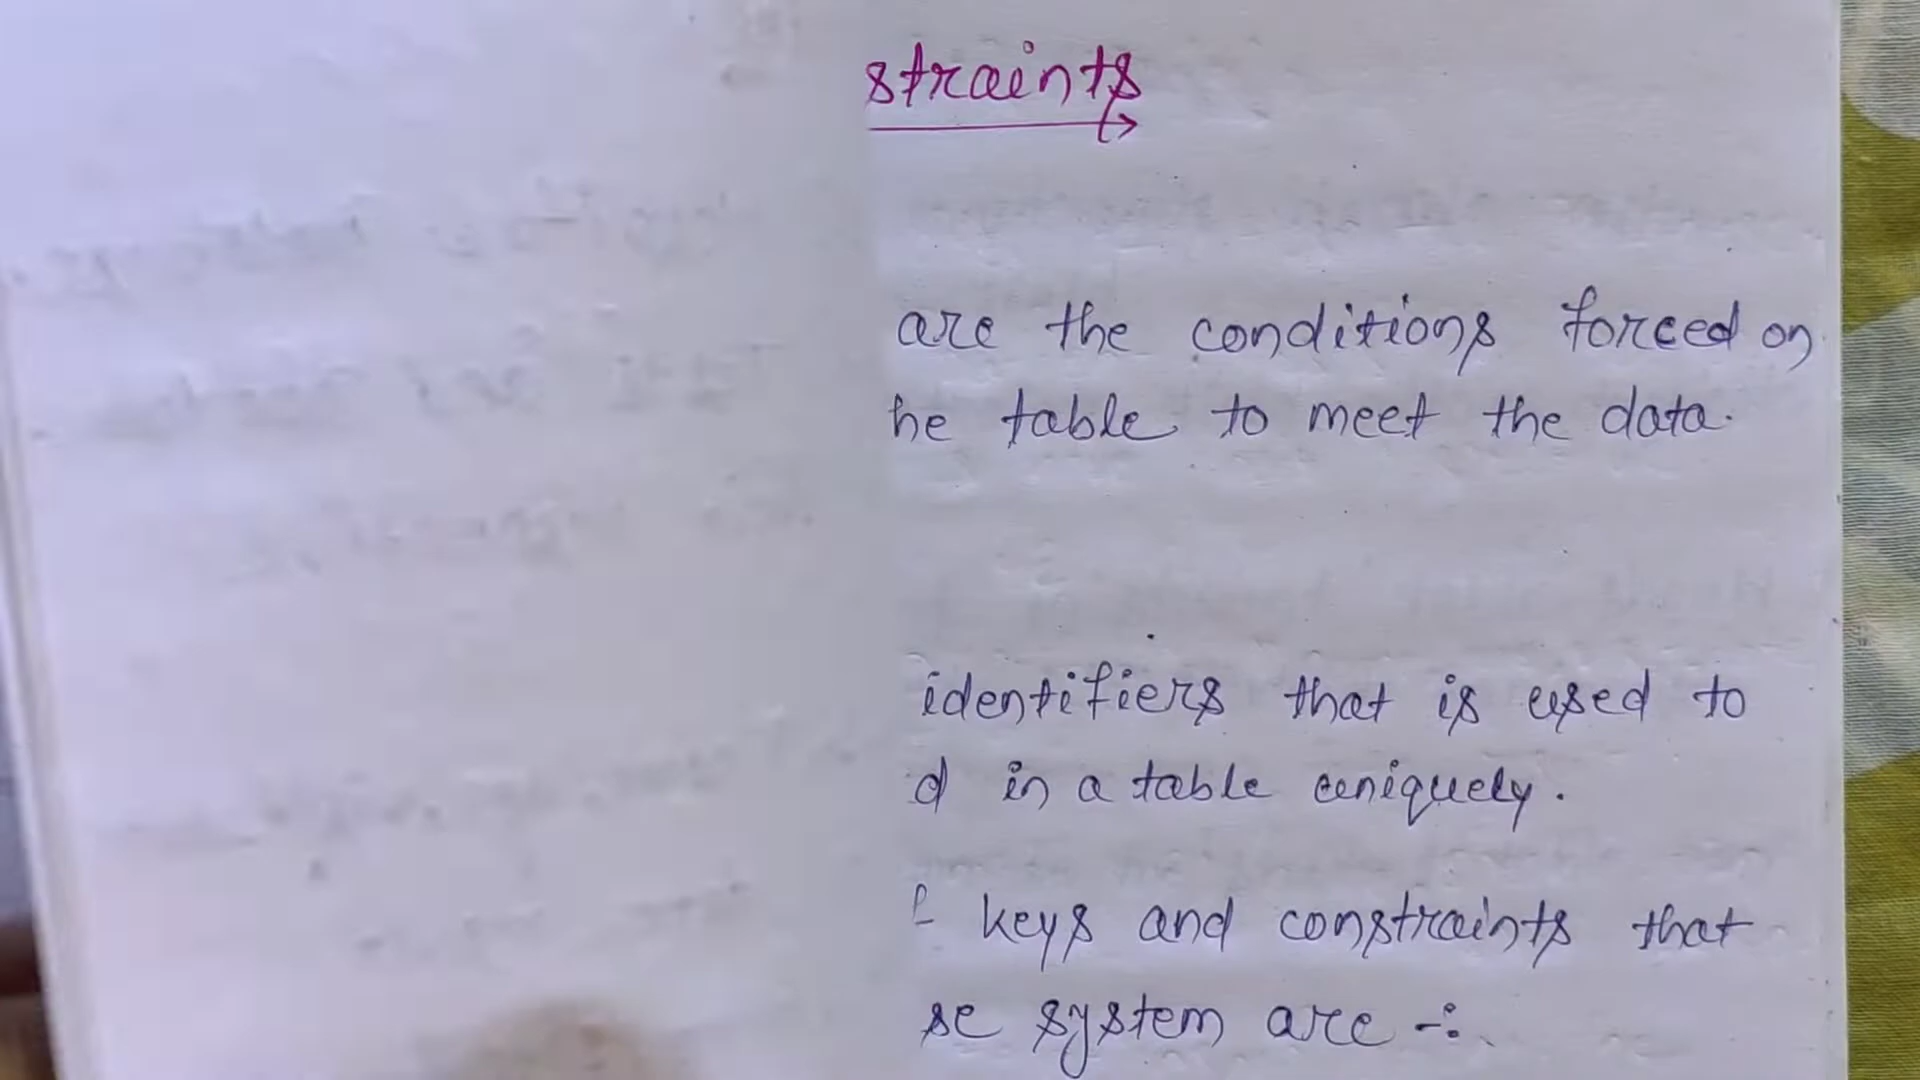 straints
are the conditions forced on
he table to meet the data.
identifiers that is used to
d in a table uniquely.
f keys and constraints that
se system are -: